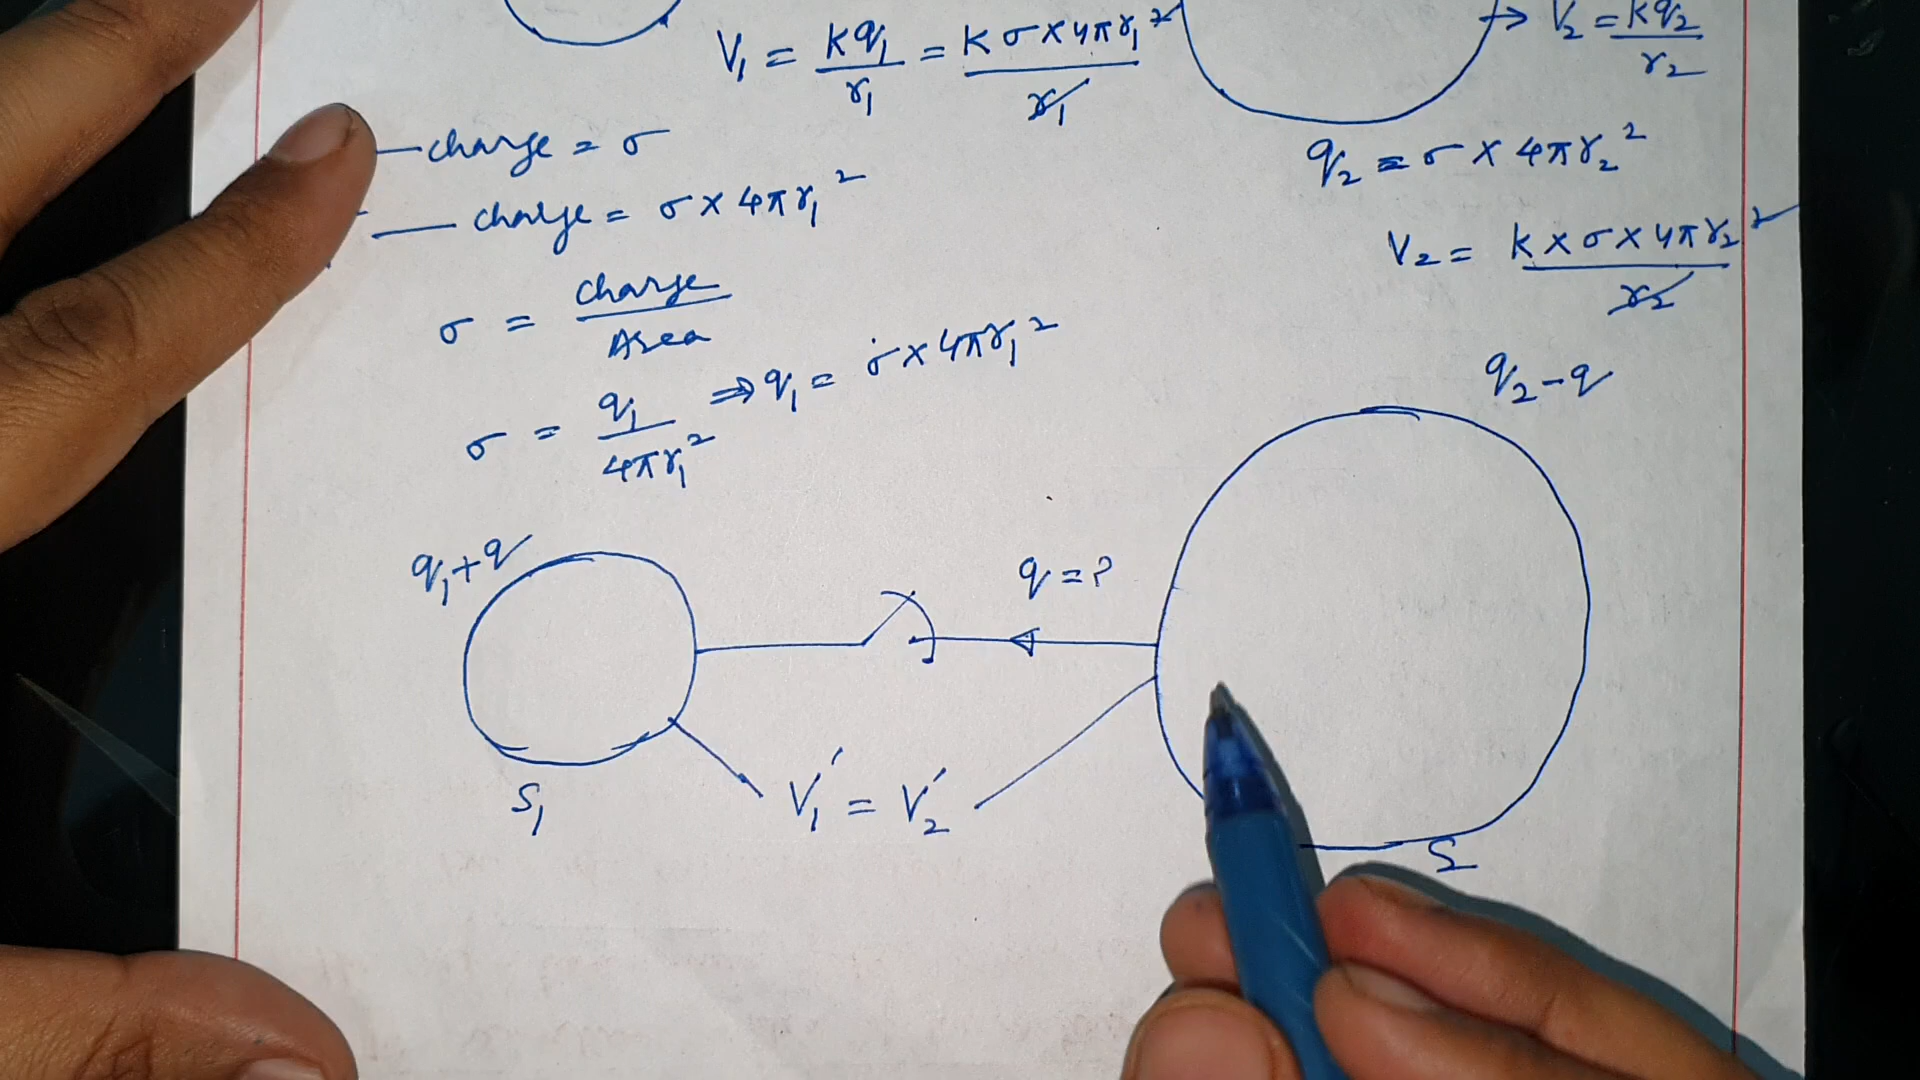 V₁ = kq₁/r₁ = kσ×4πr₁²/r₁
→ V₂ = kq₂/r₂
— charge = σ
— charge = σ × 4πr₁²
q₂ = σ × 4πr₂²
V₂ = k×σ×4πr₂²/r₂
σ = charge/Area
σ = q₁/4πr₁² ⇒ q₁ = σ×4πr₁²
q₂-q
q₁+q
q = ?
S₁
V₁′ = V₂′
S₂